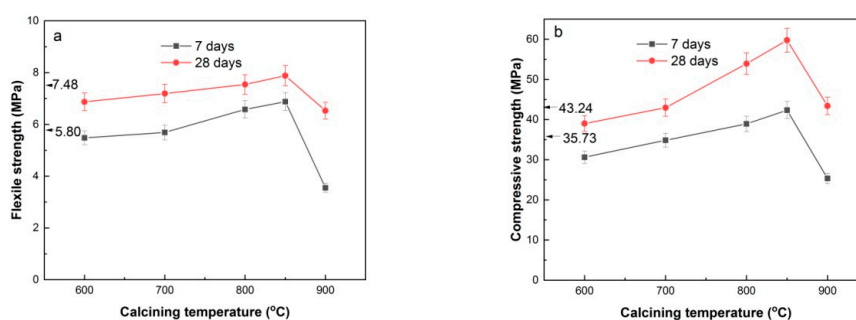 a
7 days
28 days
7.48
5.80
10
8
6
4
2
0
Flexile strength (MPa)
600
700
800
900
Calcining temperature (°C)
b
7 days
28 days
43.24
35.73
60
50
40
30
20
10
0
Compressive strength (MPa)
600
700
800
900
Calcining temperature (°C)